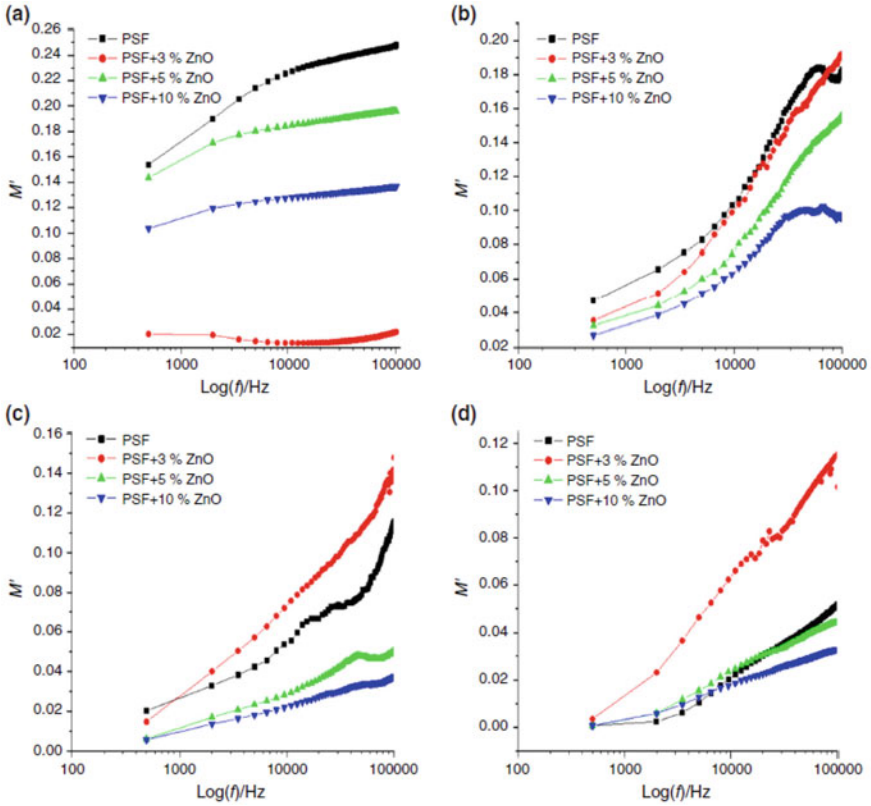 (a)
PSF
PSF+3 % ZnO
PSF+5 % ZnO
PSF+10 % ZnO
0.26
0.24
0.22
0.20
0.18
0.16
0.14
0.12
0.10
0.08
0.06
0.04
0.02
M'
100 1000 10000 100000
Log(f)/Hz
(b)
PSF
PSF+3 % ZnO
PSF+5 % ZnO
PSF+10 % ZnO
0.20
0.18
0.16
0.14
0.12
0.10
0.08
0.06
0.04
0.02
M'
100 1000 10000 100000
Log(f)/Hz
(c)
PSF
PSF+3 % ZnO
PSF+5 % ZnO
PSF+10 % ZnO
0.16
0.14
0.12
0.10
0.08
0.06
0.04
0.02
0.00
M'
100 1000 10000 100000
Log(f)/Hz
(d)
PSF
PSF+3 % ZnO
PSF+5 % ZnO
PSF+10 % ZnO
0.12
0.10
0.08
0.06
0.04
0.02
0.00
M'
100 1000 10000 100000
Log(f)/Hz